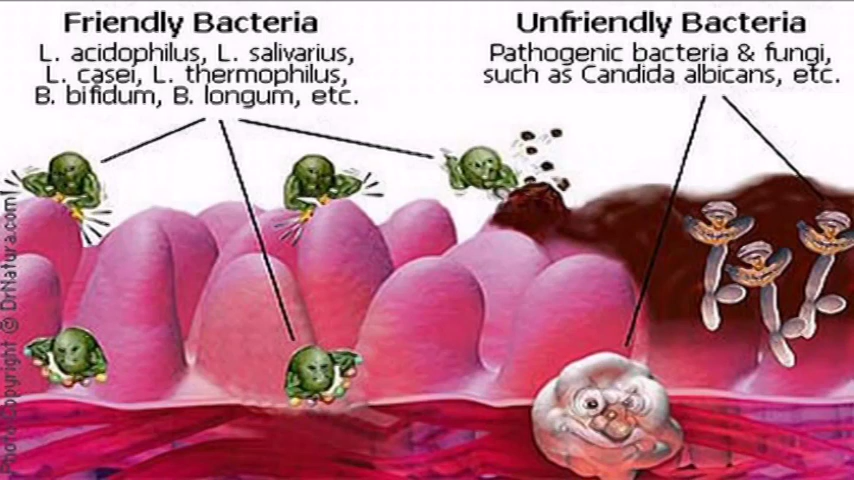 Friendly Bacteria
L. acidophilus, L. salivarius,
L. casei, L. thermophilus,
B. bifidum, B. longum, etc.
Unfriendly Bacteria
Pathogenic bacteria & fungi,
such as Candida albicans, etc.
Photo Copyright @ DrNatura.com